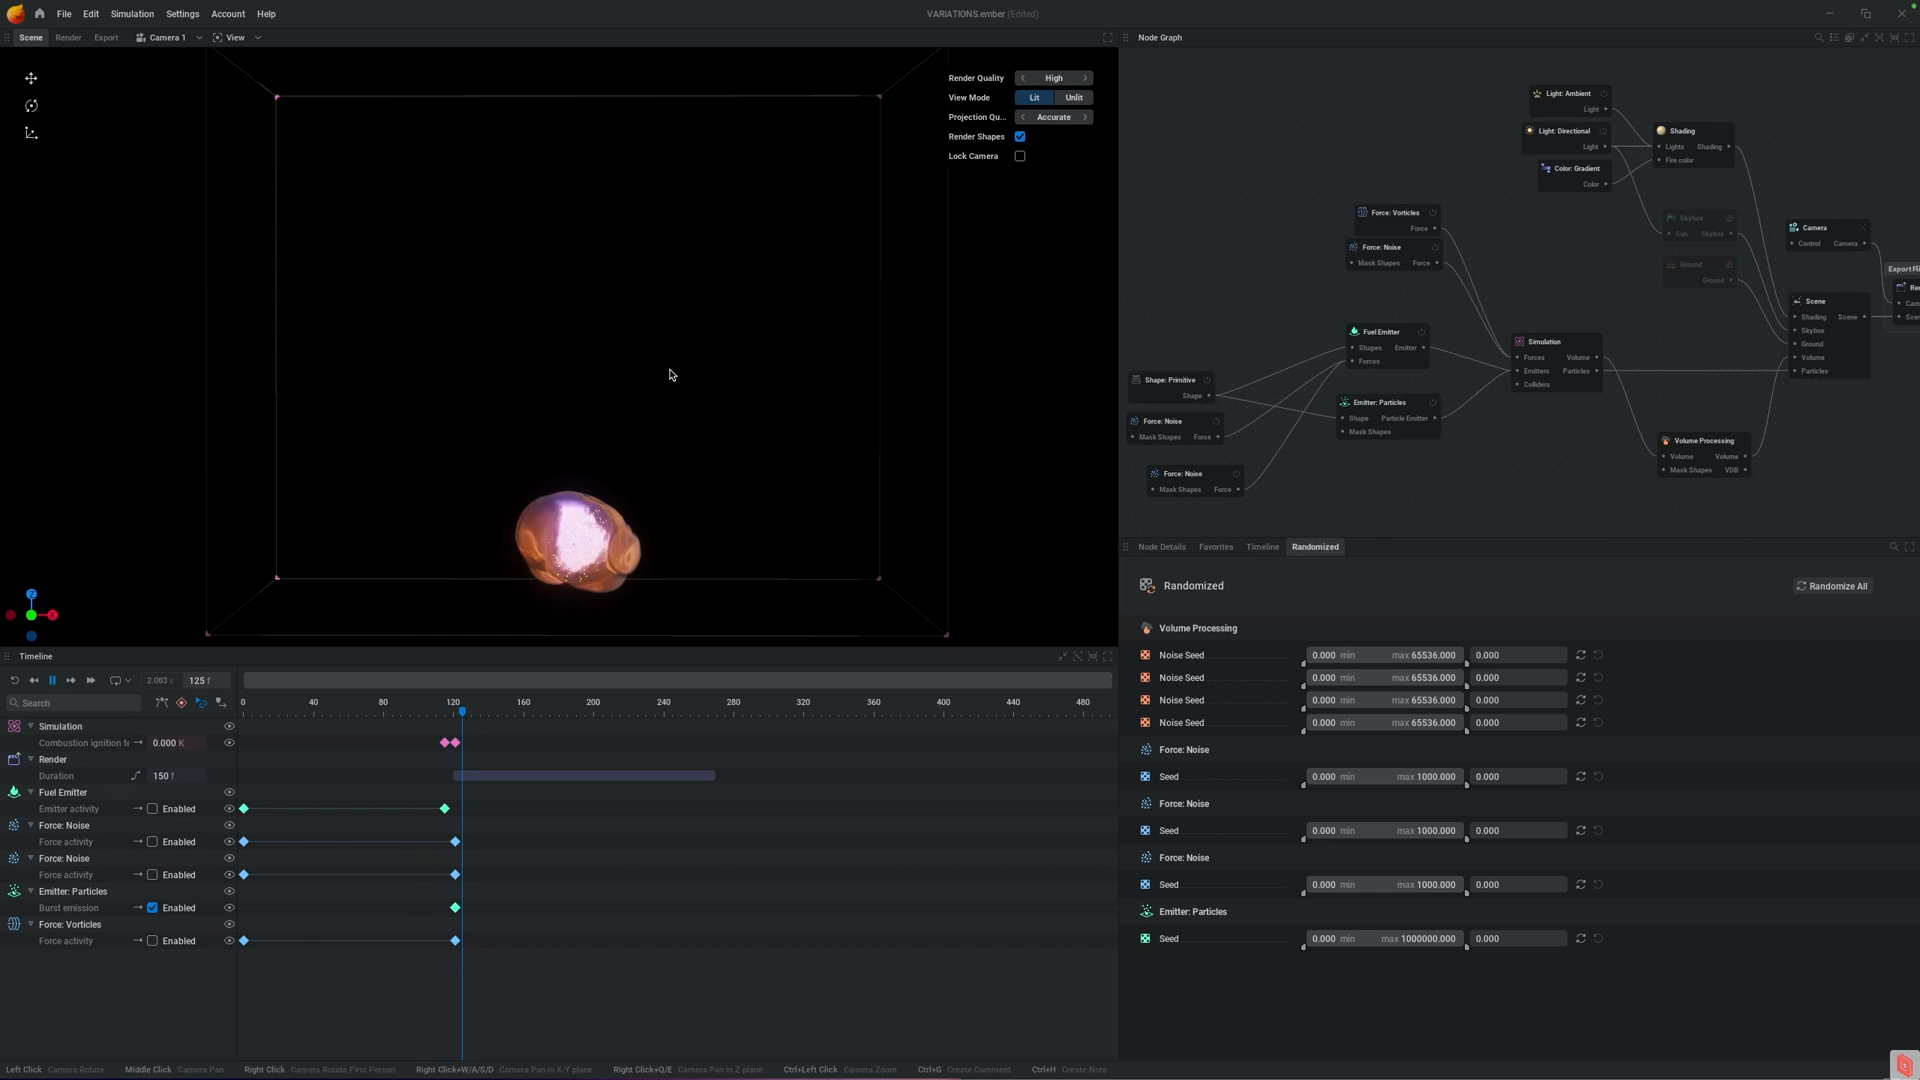 File Edit Simulation Settings Account Help
VARIATIONS.ember (Edited)
Scene Render Export Camera 1 View
Render Quality High
View Mode Lit Unlit
Projection Qu... Accurate
Render Shapes
Lock Camera
Node Graph
Light: Ambient
Light
Light: Directional
Light
Color: Gradient
Color
Shading
Lights Shading
Fire color
Force: Vorticles
Force
Force: Noise
Mask Shapes Force
Skybox
Sun Skybox
Ground
Ground
Camera
Control Camera
Export Fli
Re
Cam
Scen
Scene
Shading Scene
Skybox
Ground
Volume
Particles
Fuel Emitter
Shapes Emitter
Forces
Simulation
Forces Volume
Emitters Particles
Colliders
Shape: Primitive
Shape
Force: Noise
Mask Shapes Force
Emitter: Particles
Shape Particle Emitter
Mask Shapes
Force: Noise
Mask Shapes Force
Volume Processing
Volume Volume
Mask Shapes VDB
Z
X
Node Details Favorites Timeline Randomized
Randomized
Randomize All
Volume Processing
Noise Seed 0.000 min max 65536.000 0.000
Noise Seed 0.000 min max 65536.000 0.000
Noise Seed 0.000 min max 65536.000 0.000
Noise Seed 0.000 min max 65536.000 0.000
Force: Noise
Seed 0.000 min max 1000.000 0.000
Force: Noise
Seed 0.000 min max 1000.000 0.000
Force: Noise
Seed 0.000 min max 1000.000 0.000
Emitter: Particles
Seed 0.000 min max 1000000.000 0.000
Timeline
2.083 s 125 f
Search
0 40 80 120 160 200 240 280 320 360 400 440 480
Simulation
Combustion ignition te 0.000 K
Render
Duration 150 f
Fuel Emitter
Emitter activity Enabled
Force: Noise
Force activity Enabled
Force: Noise
Force activity Enabled
Emitter: Particles
Burst emission Enabled
Force: Vorticles
Force activity Enabled
Left Click Camera Rotate Middle Click Camera Pan Right Click Camera Rotate First Person Right Click+W/A/S/D Camera Pan in X-Y plane Right Click+Q/E Camera Pan in Z plane Ctrl+Left Click Camera Zoom Ctrl+G Create Comment Ctrl+H Create Note